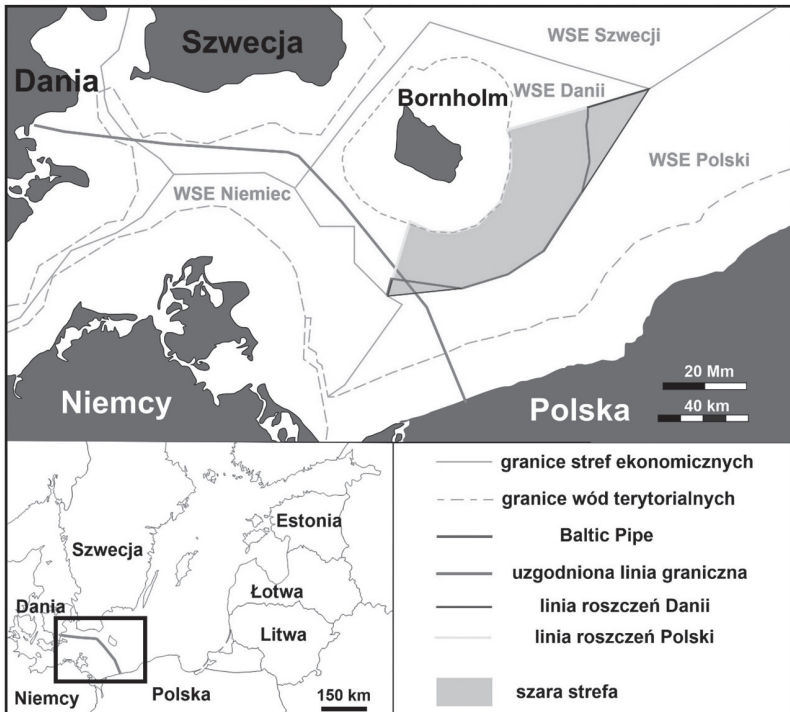 Szwecja
WSE Szwecji
Dania
WSE Danii
Bornholm
WSE Polski
WSE Niemiec
20 Mm
Niemcy
Polska
40 km
granice stref ekonomicznych
granice wód terytorialnych
Baltic Pipe
uzgodniona linia graniczna
linia roszczeń Danii
linia roszczeń Polski
szara strefa
Estonia
Szwecja
Łotwa
Dania
Litwa
Niemcy
Polska
150 km